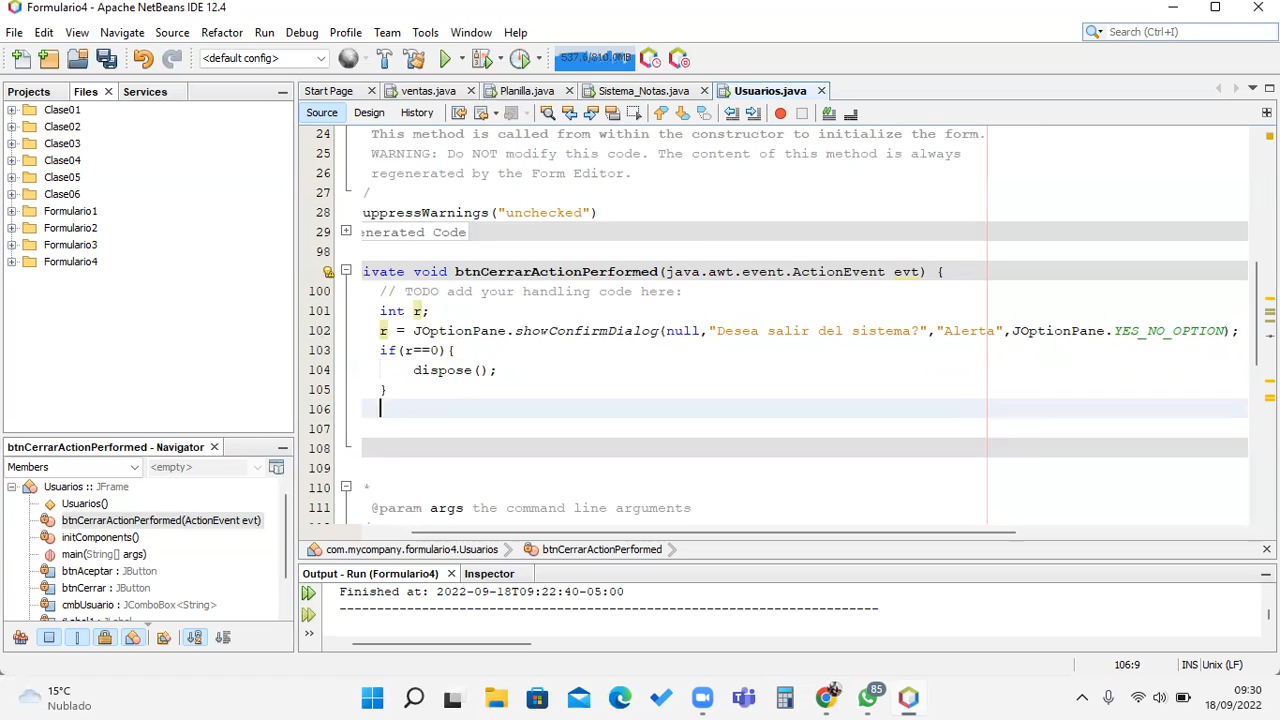 Formulario4 - Apache NetBeans IDE 12.4
File Edit View Navigate Source Refactor Run Debug Profile Team Tools Window Help
Search (Ctrl+I)
<default config>
537.6/810.0MB
Projects Files Services
Start Page ventas.java Planilla.java Sistema_Notas.java Usuarios.java
Source Design History
Clase01
Clase02
Clase03
Clase04
Clase05
Clase06
Formulario1
Formulario2
Formulario3
Formulario4
24 This method is called from within the constructor to initialize the form.
25 WARNING: Do NOT modify this code. The content of this method is always
26 regenerated by the Form Editor.
27 /
28 uppressWarnings("unchecked")
29 enerated Code
98
ivate void btnCerrarActionPerformed(java.awt.event.ActionEvent evt) {
100 // TODO add your handling code here:
101 int r;
102 r = JOptionPane.showConfirmDialog(null,"Desea salir del sistema?","Alerta",JOptionPane.YES_NO_OPTION);
103 if(r==0){
104 dispose();
105 }
106
107
108
109
110 *
111 @param args the command line arguments
btnCerrarActionPerformed - Navigator
Members <empty>
Usuarios :: JFrame
Usuarios()
btnCerrarActionPerformed(ActionEvent evt)
initComponents()
main(String[] args)
btnAceptar : JButton
btnCerrar : JButton
cmbUsuario : JComboBox<String>
jLabel1 : JLabel
com.mycompany.formulario4.Usuarios btnCerrarActionPerformed
Output - Run (Formulario4) Inspector
Finished at: 2022-09-18T09:22:40-05:00
------------------------------------------------------------------------
106:9 INS Unix (LF)
15°C
Nublado
85
09:30
18/09/2022